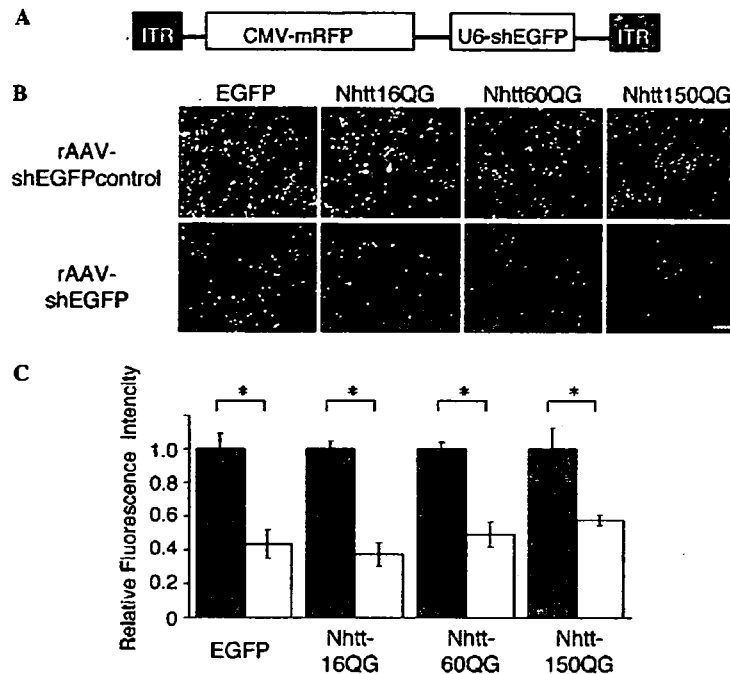 A
ITR CMV-mRFP U6-shEGFP ITR
B
EGFP Nhtt16QG Nhtt60QG Nhtt150QG
rAAV-
shEGFPcontrol
rAAV-
shEGFP
C
Relative Fluorescence Intencity
* * * *
1.0
0.8
0.6
0.4
0.2
0
EGFP Nhtt-
16QG Nhtt-
60QG Nhtt-
150QG